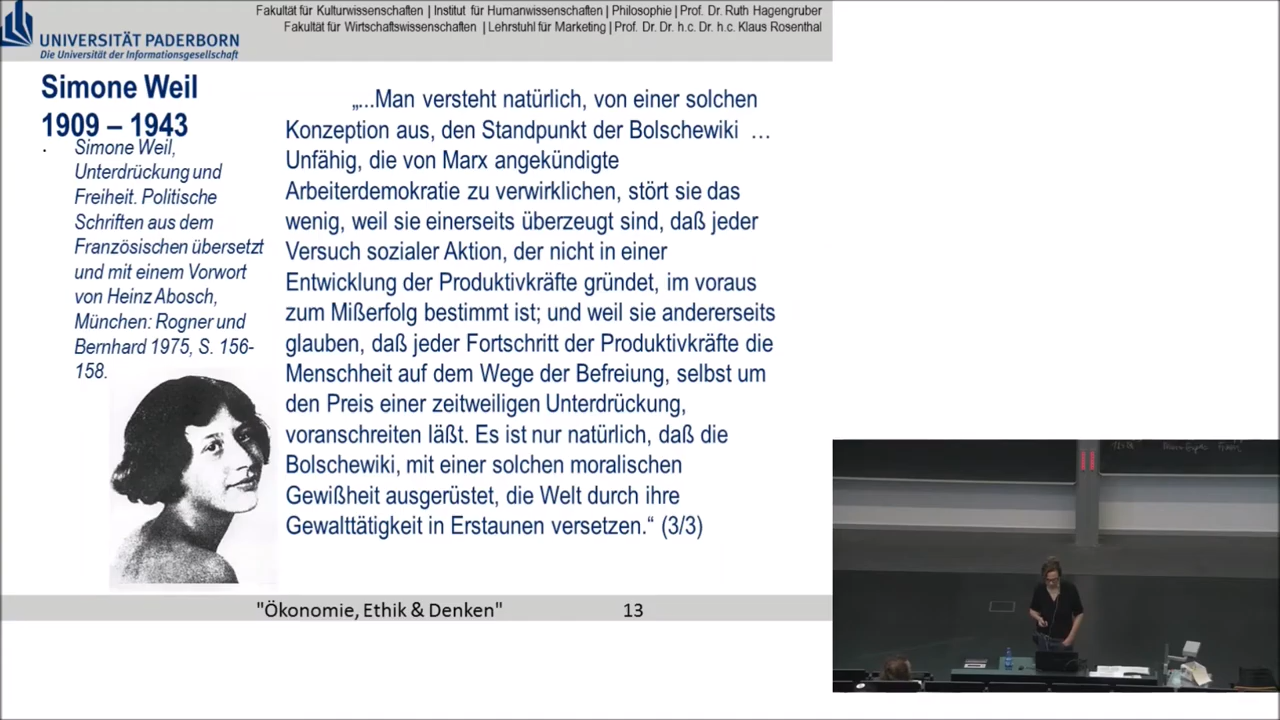 Fakultät für Kulturwissenschaften | Institut für Humanwissenschaften | Philosophie | Prof. Dr. Ruth Hagengruber
Fakultät für Wirtschaftswissenschaften | Lehrstuhl für Marketing | Prof. Dr. Dr. h.c. Dr. h.c. Klaus Rosenthal
UNIVERSITÄT PADERBORN
Die Universität der Informationsgesellschaft
Simone Weil
1909 – 1943
· Simone Weil,
Unterdrückung und
Freiheit. Politische
Schriften aus dem
Französischen übersetzt
und mit einem Vorwort
von Heinz Abosch,
München: Rogner und
Bernhard 1975, S. 156-
158.
„...Man versteht natürlich, von einer solchen
Konzeption aus, den Standpunkt der Bolschewiki …
Unfähig, die von Marx angekündigte
Arbeiterdemokratie zu verwirklichen, stört sie das
wenig, weil sie einerseits überzeugt sind, daß jeder
Versuch sozialer Aktion, der nicht in einer
Entwicklung der Produktivkräfte gründet, im voraus
zum Mißerfolg bestimmt ist; und weil sie andererseits
glauben, daß jeder Fortschritt der Produktivkräfte die
Menschheit auf dem Wege der Befreiung, selbst um
den Preis einer zeitweiligen Unterdrückung,
voranschreiten läßt. Es ist nur natürlich, daß die
Bolschewiki, mit einer solchen moralischen
Gewißheit ausgerüstet, die Welt durch ihre
Gewalttätigkeit in Erstaunen versetzen.“ (3/3)
"Ökonomie, Ethik & Denken"
13